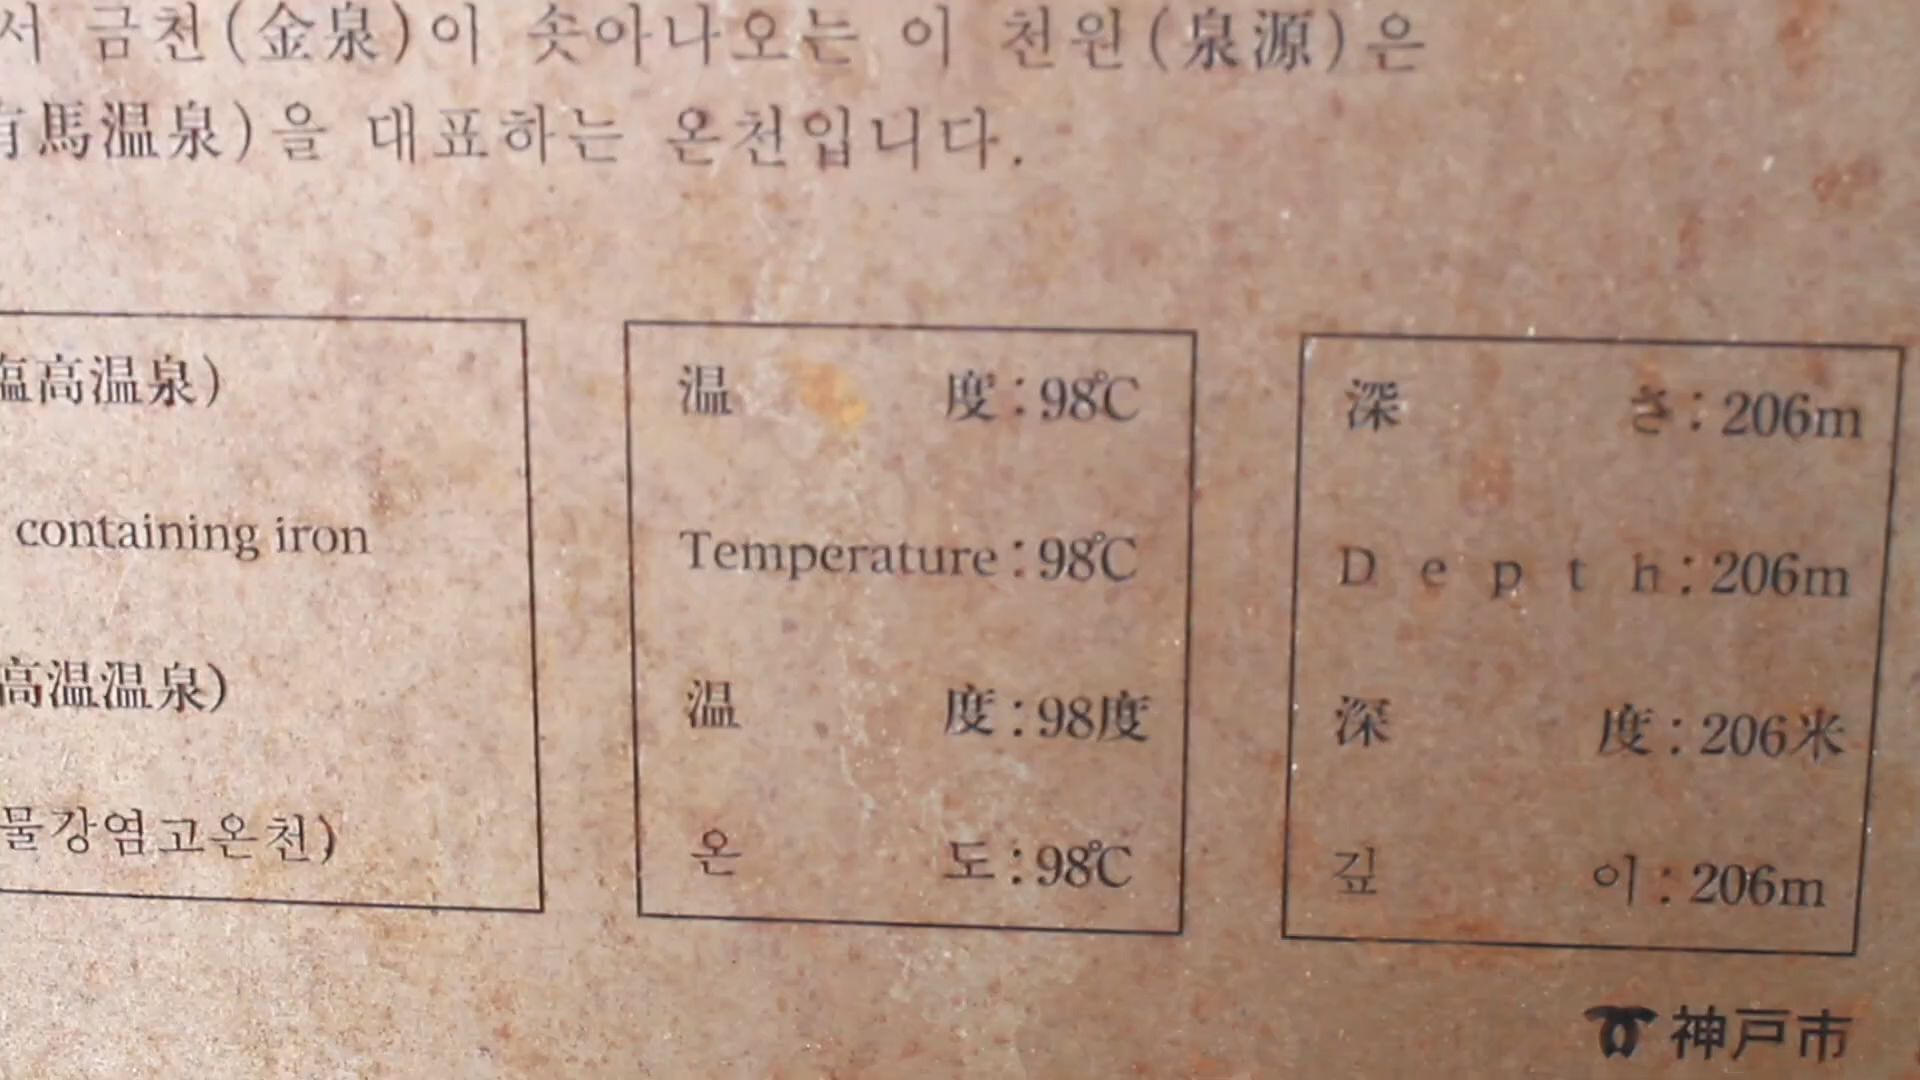 서 금천(金泉)이 솟아나오는 이 천원(泉源)은
有馬温泉)을 대표하는 온천입니다.
塩高温泉)
containing iron
高温温泉)
물강염고온천)
温度:98℃
Temperature:98℃
温度:98度
온도:98℃
深さ:206m
Depth:206m
深度:206米
깊이:206m
神戸市